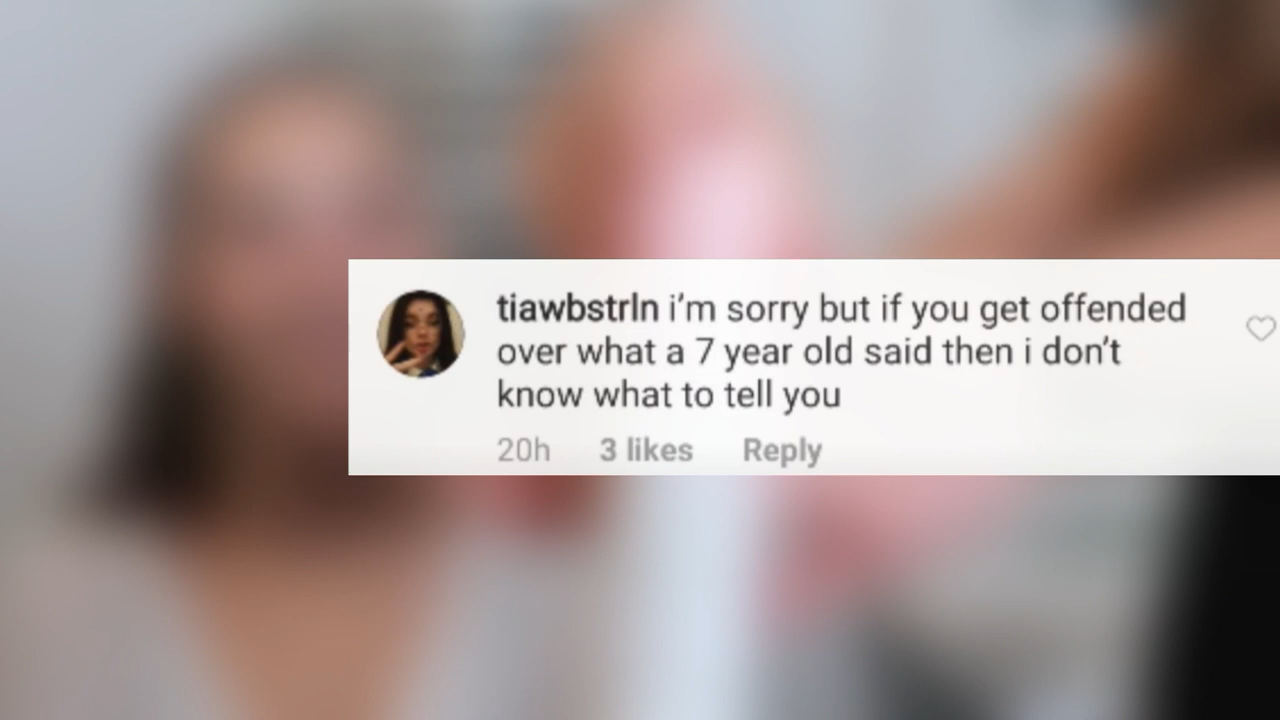 tiawbstrln i’m sorry but if you get offended
over what a 7 year old said then i don’t
know what to tell you
20h 3 likes Reply